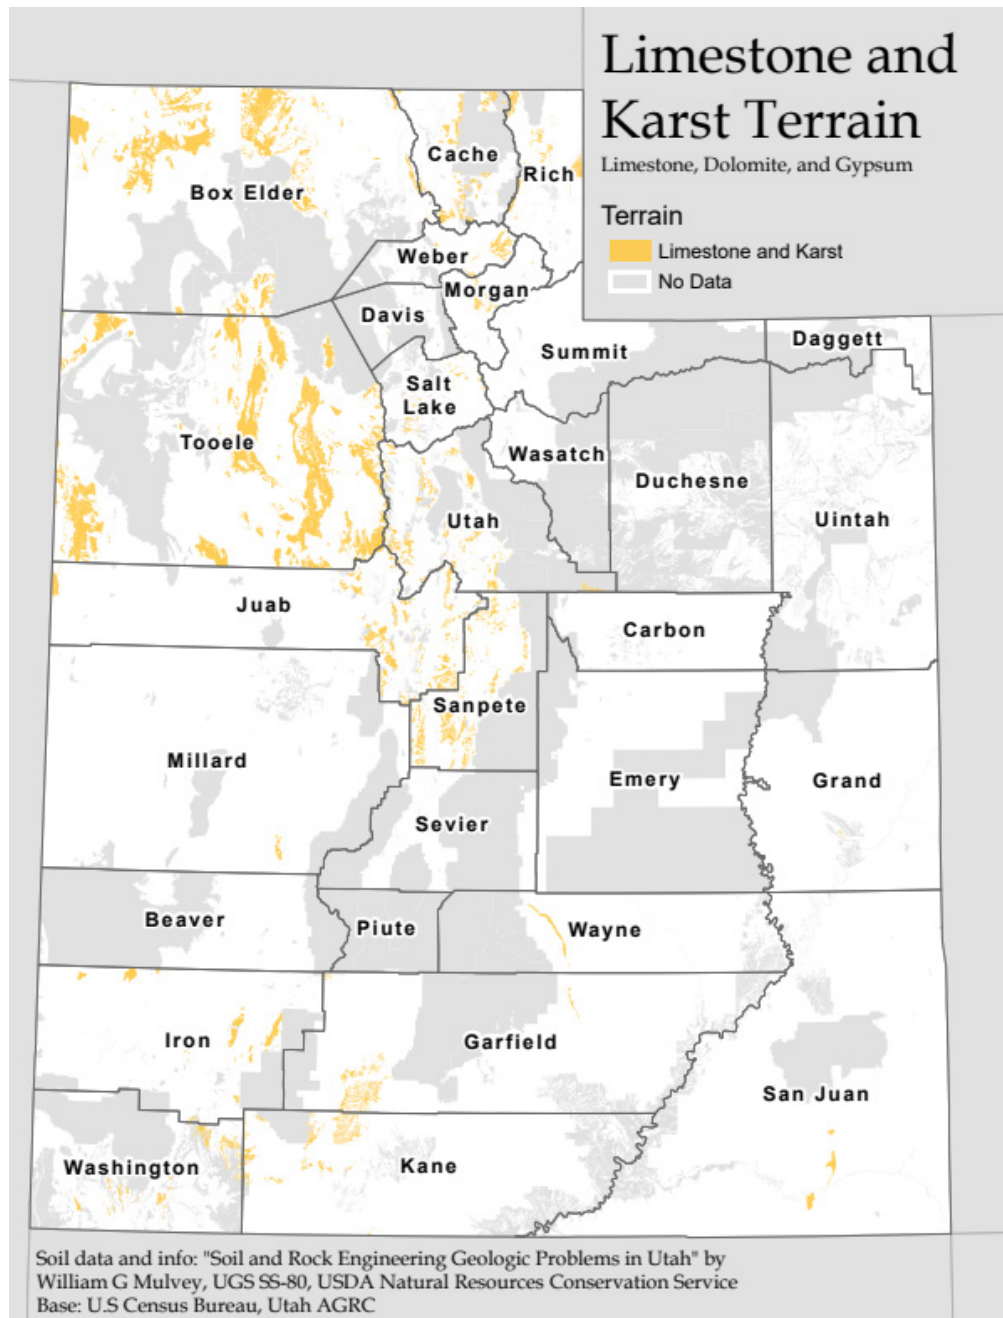 Limestone and
Karst Terrain
Limestone, Dolomite, and Gypsum
Terrain
Limestone and Karst
No Data
Cache
Rich
Box Elder
Weber
Morgan
Davis
Summit
Daggett
Salt
Lake
Tooele
Wasatch
Duchesne
Utah
Uintah
Juab
Carbon
Sanpete
Millard
Emery
Grand
Sevier
Beaver
Piute
Wayne
Iron
Garfield
San Juan
Washington
Kane
Soil data and info: "Soil and Rock Engineering Geologic Problems in Utah" by
William G Mulvey, UGS SS-80, USDA Natural Resources Conservation Service
Base: U.S Census Bureau, Utah AGRC